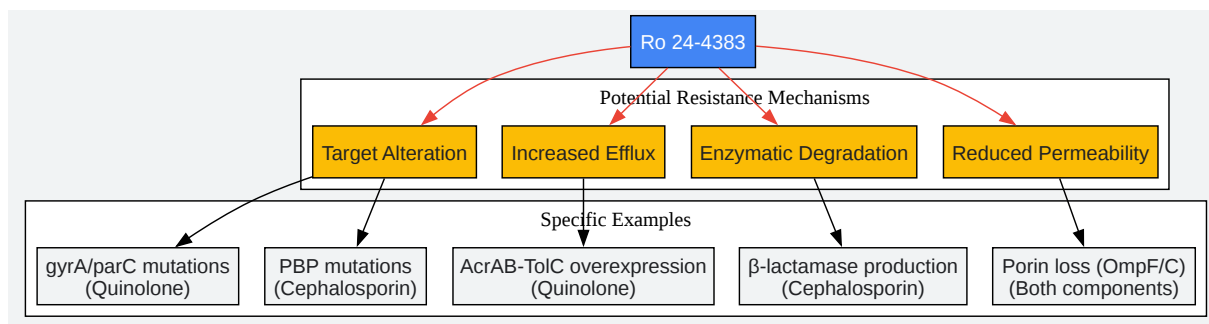 Ro 24-4383
Potential Resistance Mechanisms
Target Alteration
Increased Efflux
Enzymatic Degradation
Reduced Permeability
Specific Examples
gyrA/parC mutations
(Quinolone)
PBP mutations
(Cephalosporin)
AcrAB-TolC overexpression
(Quinolone)
β-lactamase production
(Cephalosporin)
Porin loss (OmpF/C)
(Both components)